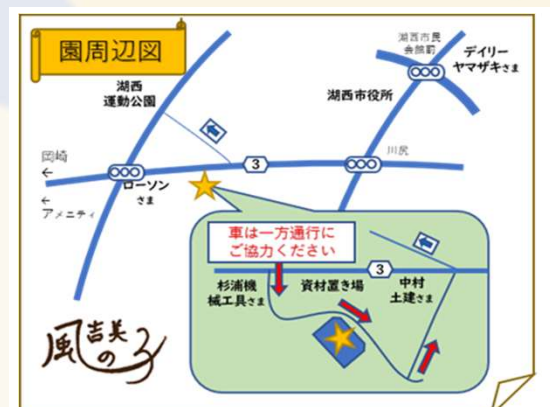 園周辺図
湖西市民
会館前
デイリー
ヤマザキさま
湖西
運動公園
湖西市役所
岡崎
←
3
川尻
ローソン
さま
←
アメニティ
車は一方通行に
ご協力ください
3
杉浦機
械工具さま
資材置き場
中村
土建さま
吉美
風の子